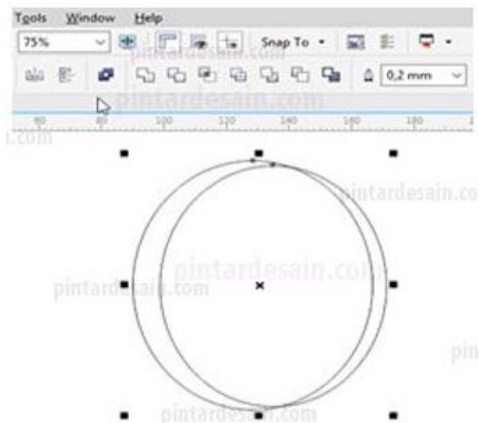 Tools Window Help
75% Snap To
pintardesain.com
0,2 mm
pintardesain.com
80 80 100 120 140 160 180
.com
pintardesain.co
pintardesain.com
pintardesain.com
pin
pintardesain.com